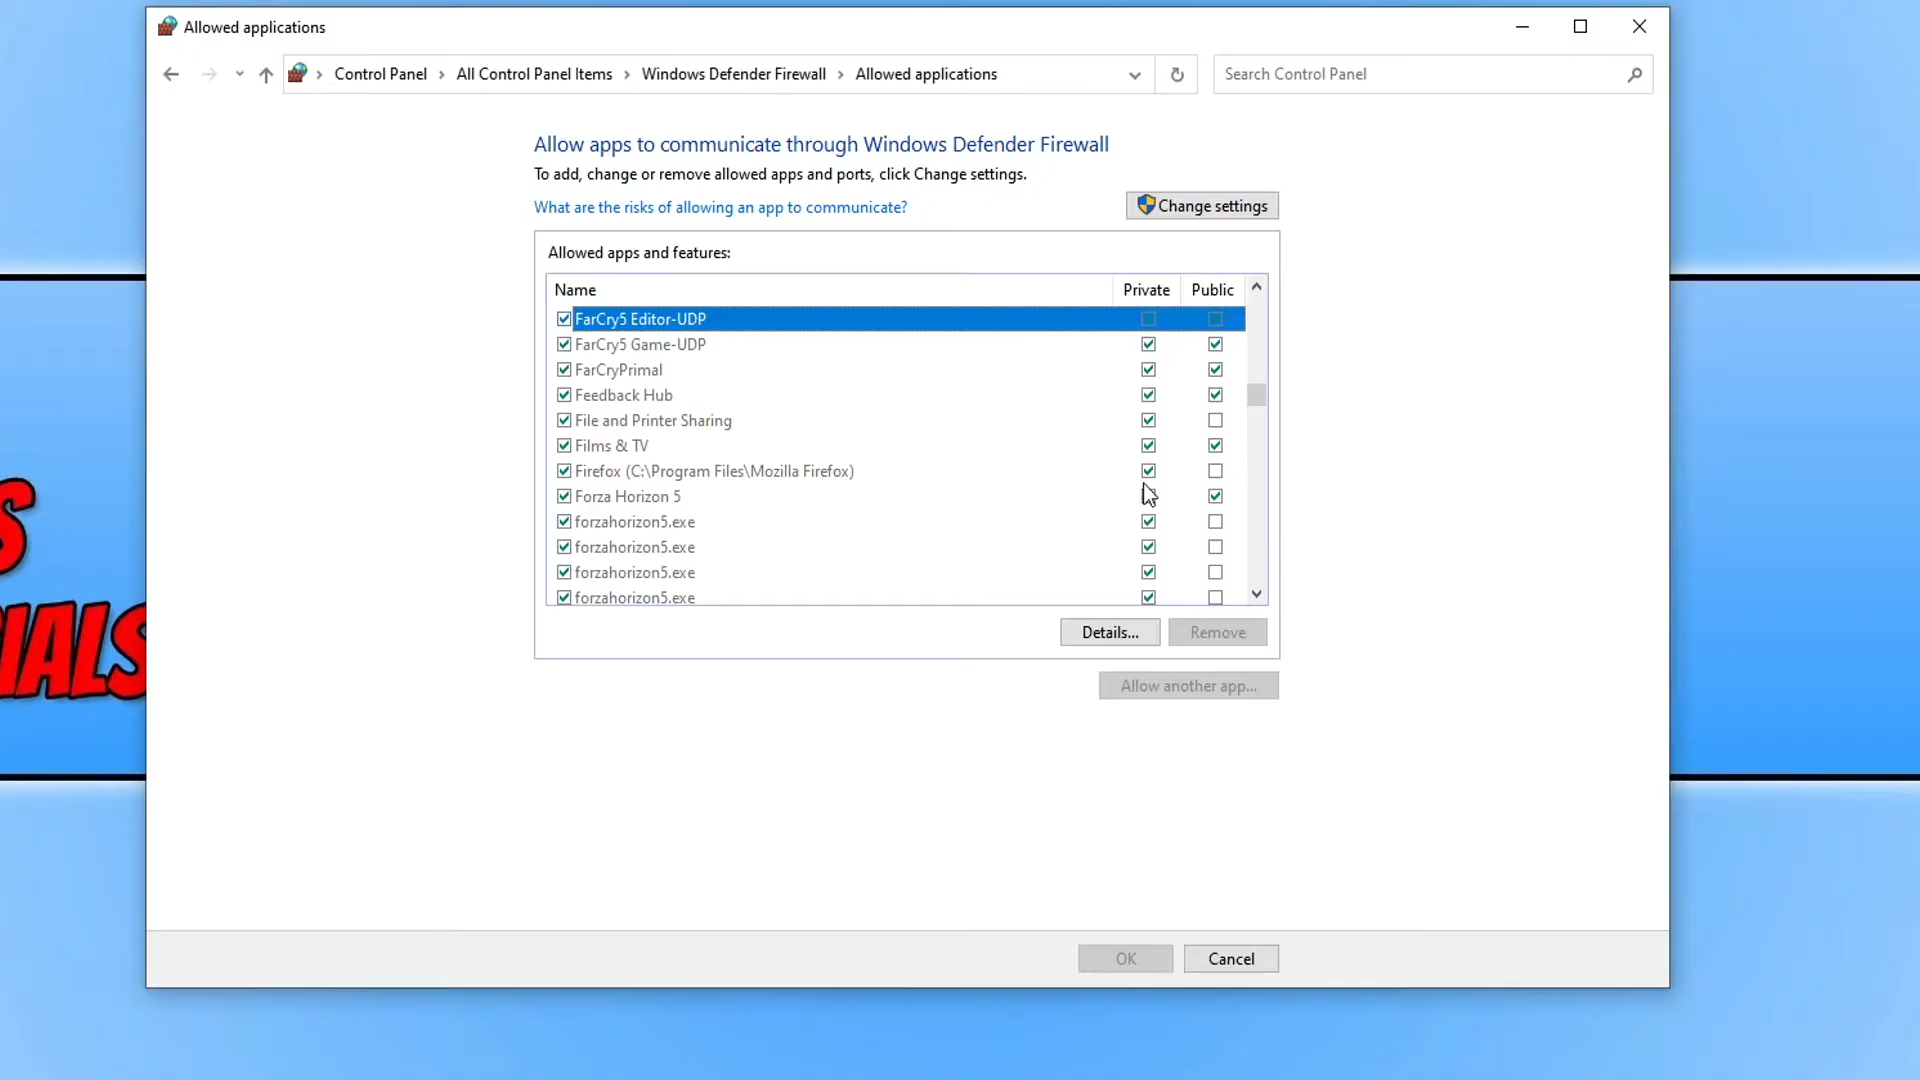 Allowed applications
Control Panel All Control Panel Items Windows Defender Firewall Allowed applications
Search Control Panel
Allow apps to communicate through Windows Defender Firewall
To add, change or remove allowed apps and ports, click Change settings.
What are the risks of allowing an app to communicate?
Change settings
Allowed apps and features:
Name Private Public
FarCry5 Editor-UDP
FarCry5 Game-UDP
FarCryPrimal
Feedback Hub
File and Printer Sharing
Films & TV
Firefox (C:\Program Files\Mozilla Firefox)
Forza Horizon 5
forzahorizon5.exe
forzahorizon5.exe
forzahorizon5.exe
forzahorizon5.exe
Details... Remove
Allow another app...
OK Cancel
S
IALS